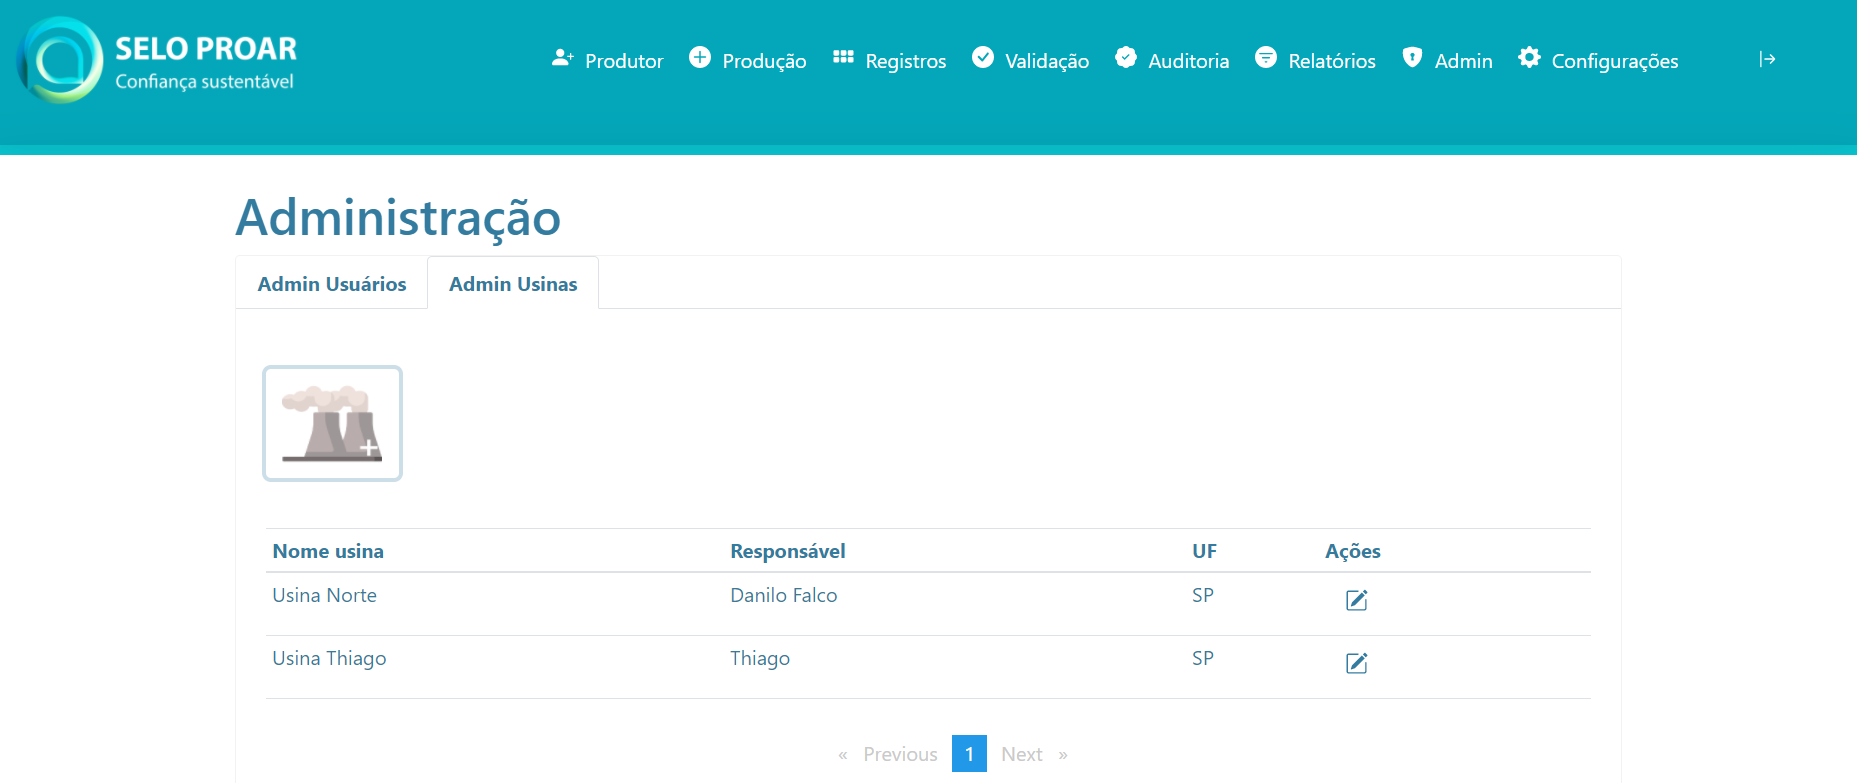 SELO PROAR
Confiança sustentável
Produtor Produção Registros Validação Auditoria Relatórios Admin Configurações
Administração
Admin Usuários Admin Usinas
Nome usina Responsável UF Ações
Usina Norte Danilo Falco SP
Usina Thiago Thiago SP
« Previous 1 Next »